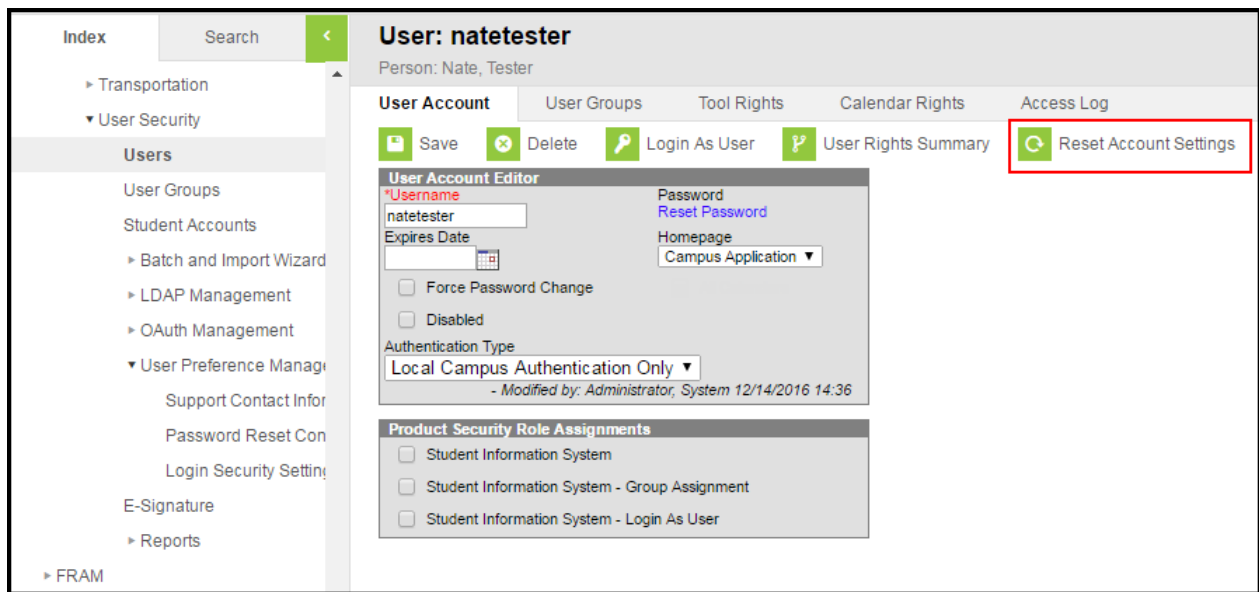 Index
Search
Transportation
User Security
Users
User Groups
Student Accounts
Batch and Import Wizard
LDAP Management
OAuth Management
User Preference Manag
Support Contact Infor
Password Reset Con
Login Security Setting
E-Signature
Reports
FRAM
User: natetester
Person: Nate, Tester
User Account
User Groups
Tool Rights
Calendar Rights
Access Log
Save
Delete
Login As User
User Rights Summary
Reset Account Settings
User Account Editor
*Username
Password
natetester
Reset Password
Expires Date
Homepage
Campus Application
Force Password Change
Disabled
Authentication Type
Local Campus Authentication Only
- Modified by: Administrator, System 12/14/2016 14:36
Product Security Role Assignments
Student Information System
Student Information System - Group Assignment
Student Information System - Login As User